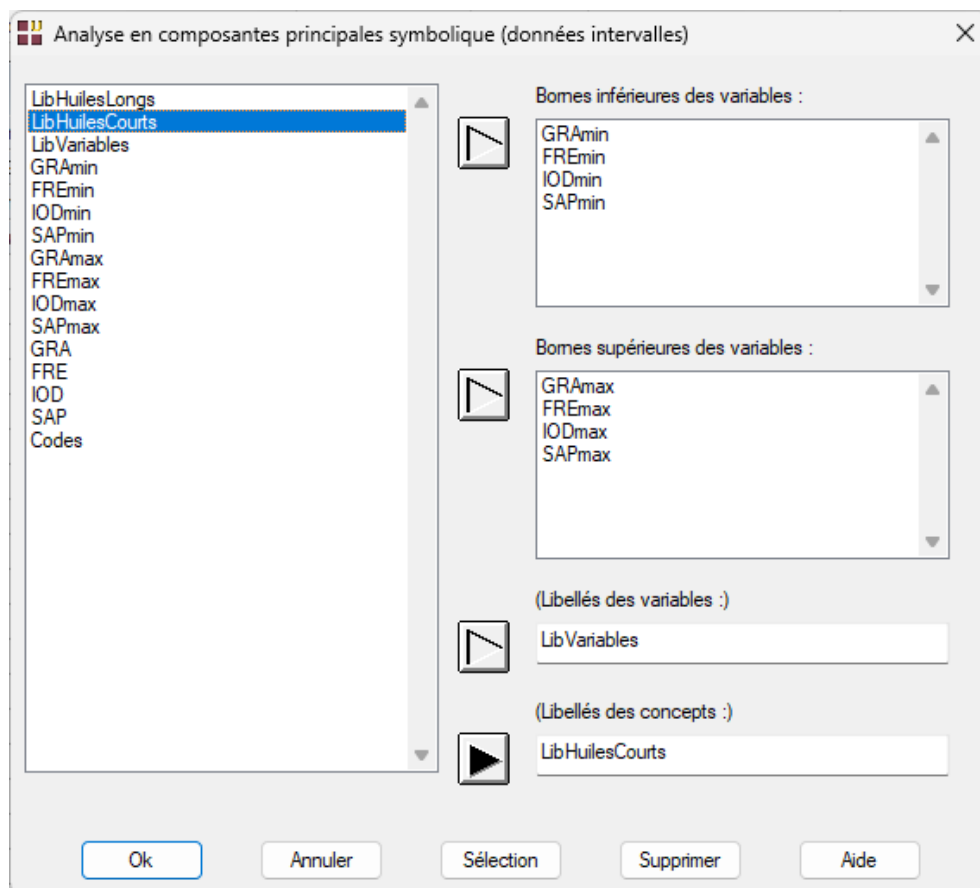 Analyse en composantes principales symbolique (données intervalles)
LibHuilesLongs
LibHuilesCourts
LibVariables
GRAmin
FREmin
IODmin
SAPmin
GRAmax
FREmax
IODmax
SAPmax
GRA
FRE
IOD
SAP
Codes
Bornes inférieures des variables :
GRAmin
FREmin
IODmin
SAPmin
Bornes supérieures des variables :
GRAmax
FREmax
IODmax
SAPmax
(Libellés des variables :)
LibVariables
(Libellés des concepts :)
LibHuilesCourts
Ok Annuler Sélection Supprimer Aide